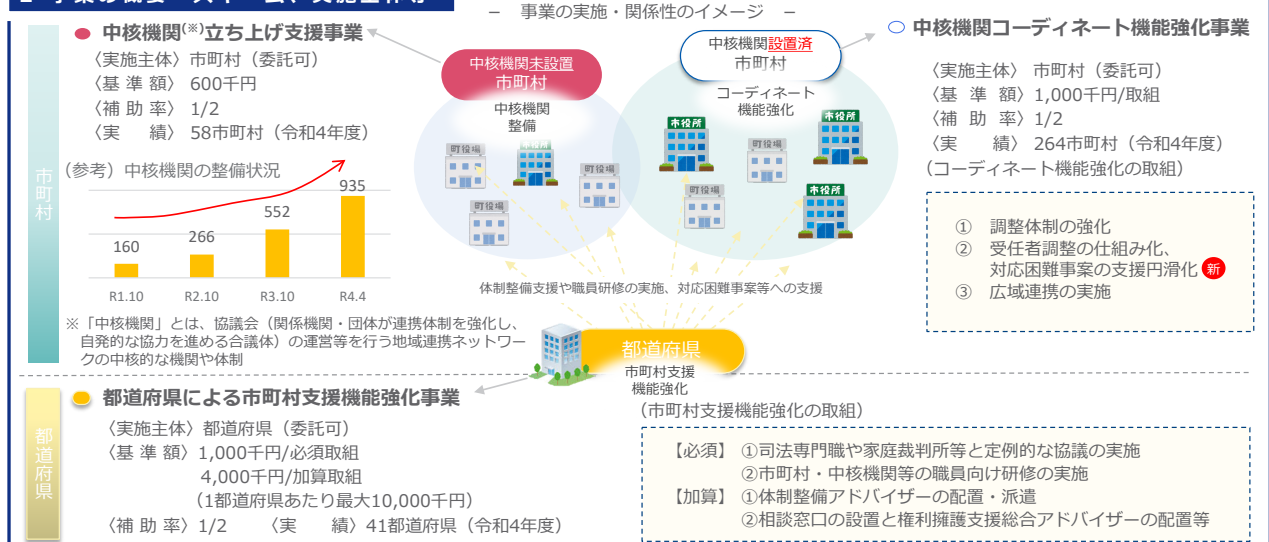 － 事業の実施・関係性のイメージ －
市町村
● 中核機関(※)立ち上げ支援事業
〈実施主体〉市町村（委託可）
〈基 準 額〉600千円
〈補 助 率〉1/2
〈実　　績〉58市町村（令和4年度）
(参考）中核機関の整備状況
160
266
552
935
R1.10
R2.10
R3.10
R4.4
※「中核機関」とは、協議会（関係機関・団体が連携体制を強化し、
自発的な協力を進める合議体）の運営等を行う地域連携ネットワー
クの中核的な機関や体制
中核機関未設置
市町村
中核機関
整備
町役場
市役所
町役場
町役場
中核機関設置済
市町村
コーディネート
機能強化
市役所
町役場
市役所
町役場
市役所
体制整備支援や職員研修の実施、対応困難事案等への支援
都道府県
市町村支援
機能強化
○ 中核機関コーディネート機能強化事業
〈実施主体〉 市町村（委託可）
〈基 準 額〉 1,000千円/取組
〈補 助 率〉 1/2
〈実　　績〉 264市町村（令和4年度）
（コーディネート機能強化の取組）
① 調整体制の強化
② 受任者調整の仕組み化、
対応困難事案の支援円滑化 新
③ 広域連携の実施
都道府県
都道府県による市町村支援機能強化事業
〈実施主体〉都道府県（委託可）
〈基 準 額〉1,000千円/必須取組
4,000千円/加算取組
（1都道府県あたり最大10,000千円）
〈補 助 率〉1/2 〈実　　績〉41都道府県（令和4年度）
（市町村支援機能強化の取組）
【必須】 ①司法専門職や家庭裁判所等と定例的な協議の実施
②市町村・中核機関等の職員向け研修の実施
【加算】 ①体制整備アドバイザーの配置・派遣
②相談窓口の設置と権利擁護支援総合アドバイザーの配置等